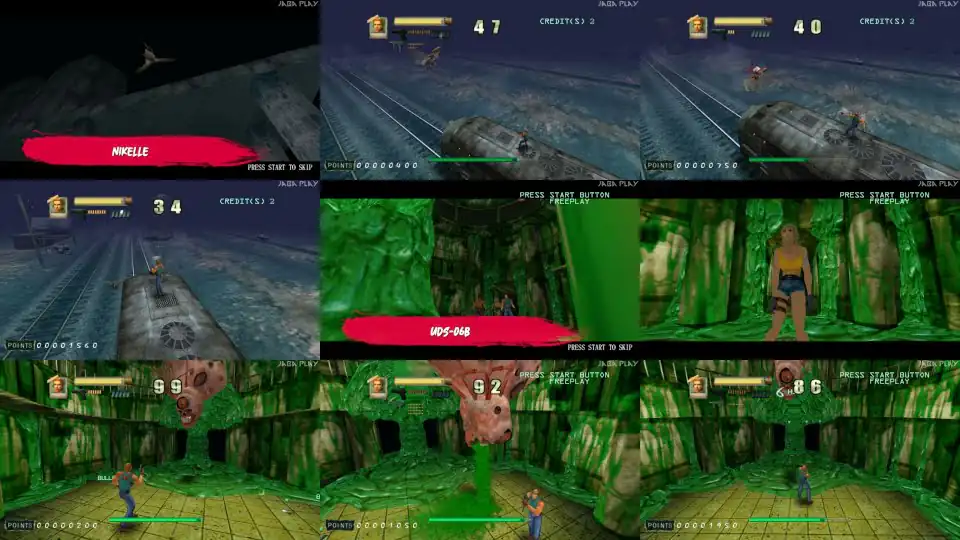 JAGA PLAY
NIKELLE
PRESS START TO SKIP
JAGA PLAY
47
CREDIT(S) 2
POINTS 00000400
JAGA PLAY
40
CREDIT(S) 2
POINTS 00000750
JAGA PLAY
34
CREDIT(S) 2
POINTS 00001560
JAGA PLAY
PRESS START BUTTON
FREEPLAY
UDS-06B
PRESS START TO SKIP
JAGA PLAY
PRESS START BUTTON
FREEPLAY
JAGA PLAY
99
BULL
POINTS 00000200
JAGA PLAY
92
PRESS START BUTTON
FREEPLAY
POINTS 00001050
JAGA PLAY
86
PRESS START BUTTON
FREEPLAY
POINTS 00001950